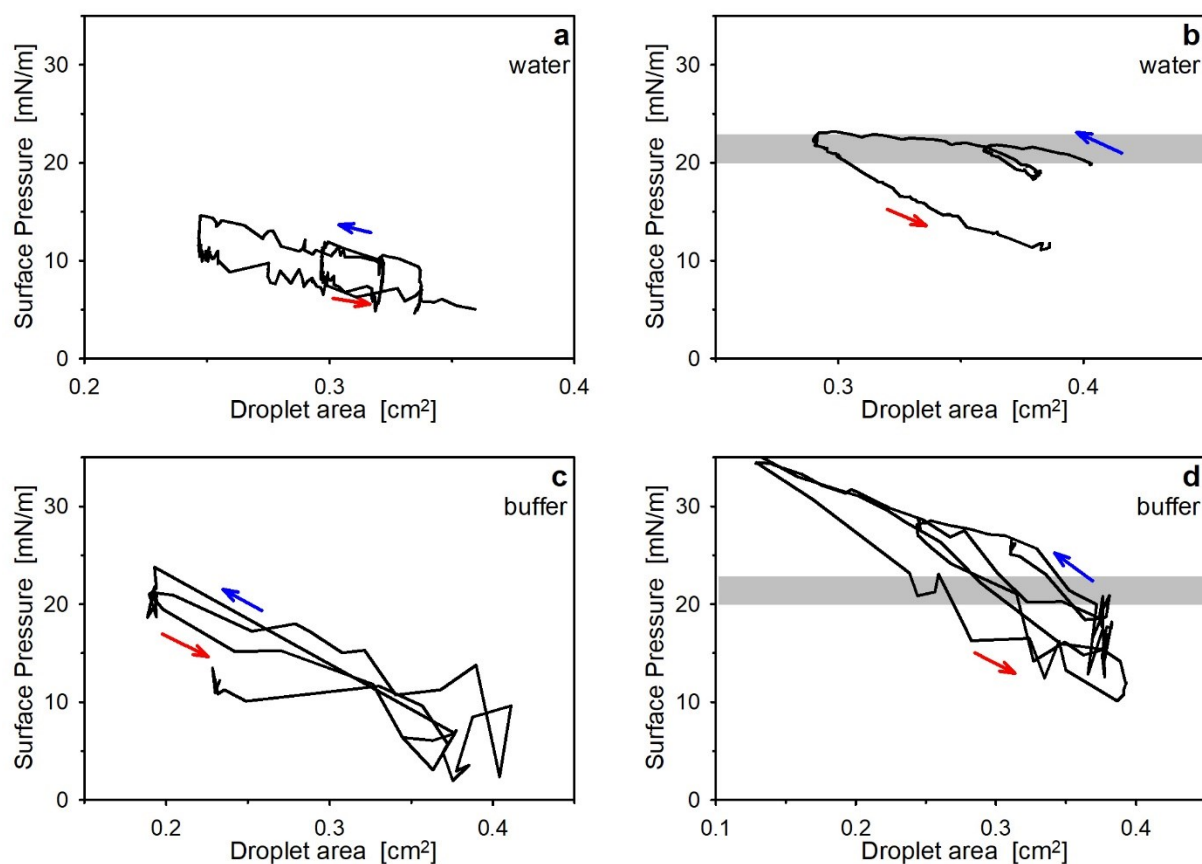 a
water
Surface Pressure [mN/m]
30
20
10
0
0.2
0.3
0.4
Droplet area [cm²]
b
water
Surface Pressure [mN/m]
30
20
10
0
0.3
0.4
Droplet area [cm²]
c
buffer
Surface Pressure [mN/m]
30
20
10
0
0.2
0.3
0.4
Droplet area [cm²]
d
buffer
Surface Pressure [mN/m]
30
20
10
0
0.1
0.2
0.3
0.4
Droplet area [cm²]